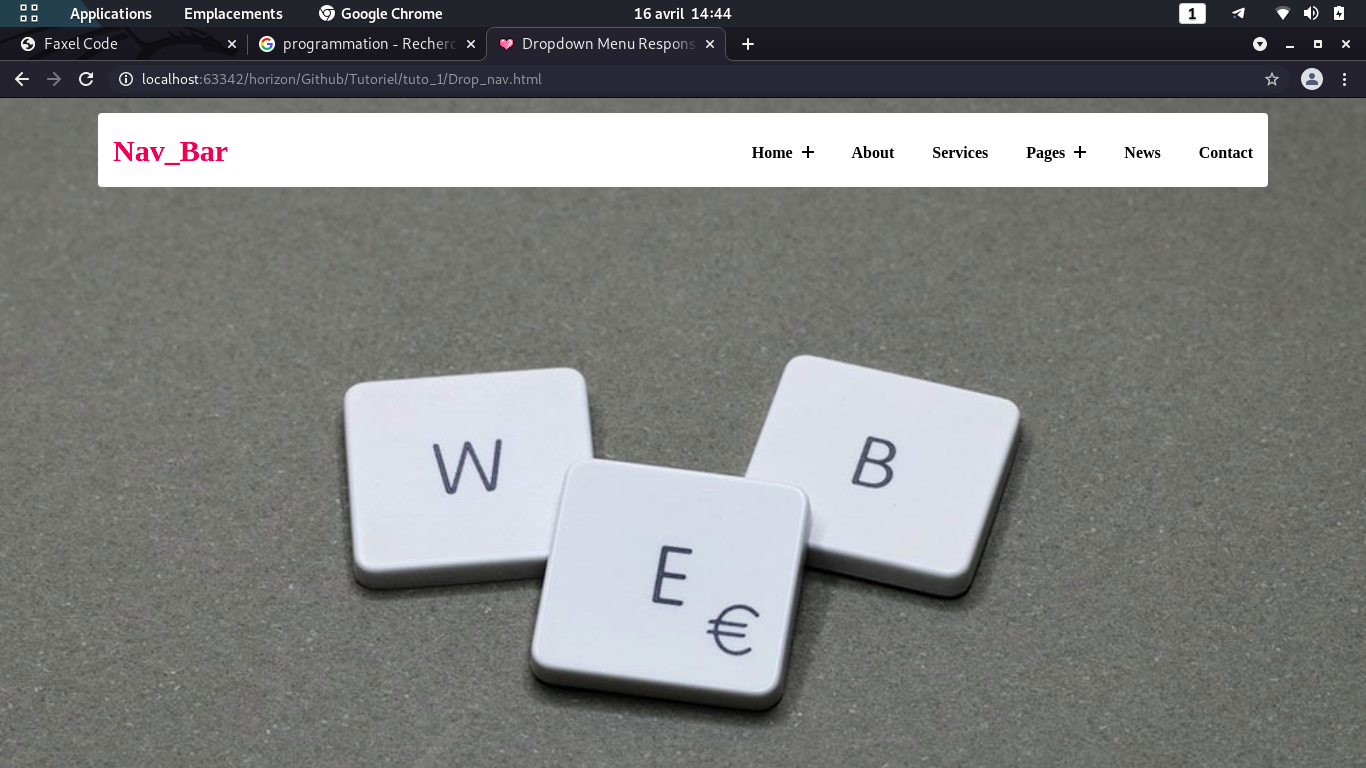 Applications Emplacements Google Chrome 16 avril 14:44 1
Faxel Code programmation - Recherc Dropdown Menu Respons
localhost:63342/horizon/Github/Tutoriel/tuto_1/Drop_nav.html
Nav_Bar Home + About Services Pages + News Contact
W B
E
€